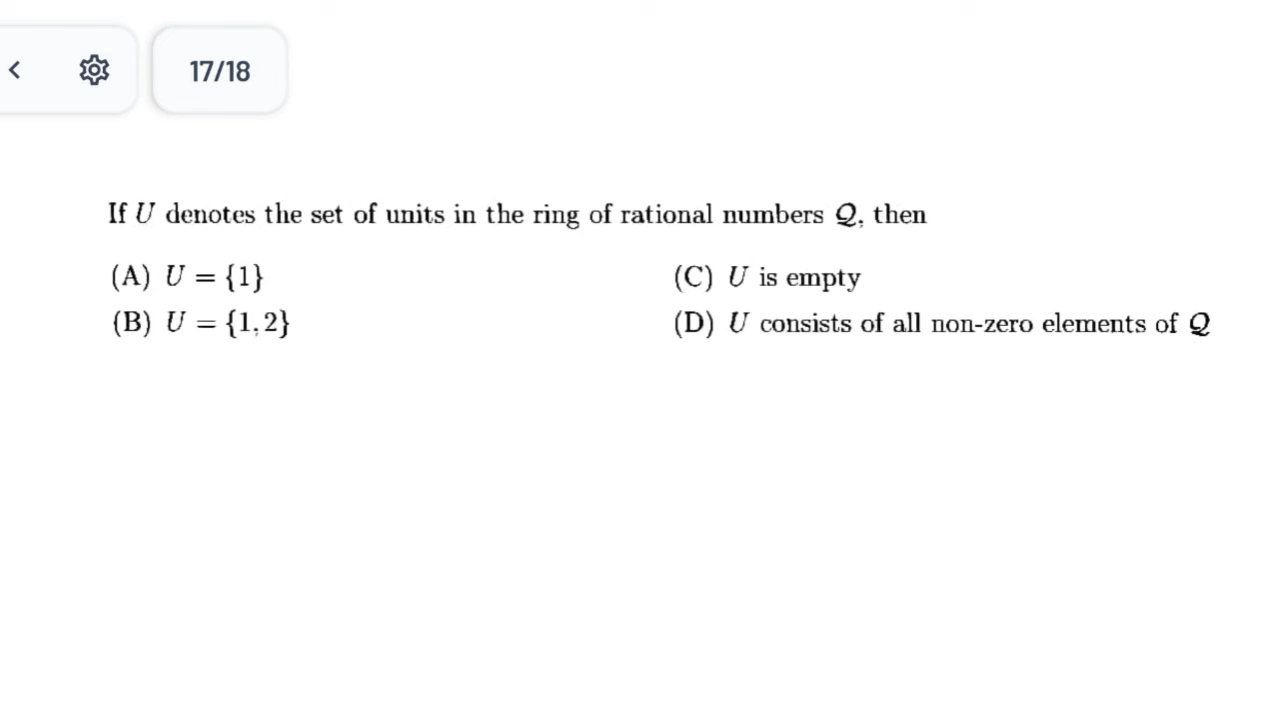 17/18
If U denotes the set of units in the ring of rational numbers 𝒬, then
(A) U = {1}
(B) U = {1, 2}
(C) U is empty
(D) U consists of all non-zero elements of 𝒬